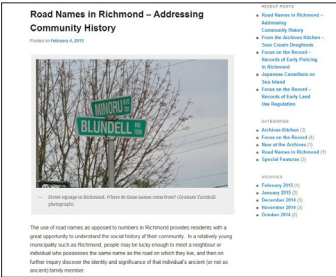 Road Names in Richmond – Addressing
Community History
Posted on February 4, 2015
MINORU BLVD
BLUNDELL RD
— Street signage in Richmond. Where do these names come from? (Graham Turnbull
photograph).
The use of road names as opposed to numbers in Richmond provides residents with a
great opportunity to understand the social history of their community. In a relatively young
municipality such as Richmond, people may be lucky enough to meet a neighbour or
individual who possesses the same name as the road on which they live, and then on
further inquiry discover the identity and significance of that individual's ancient (or not so
ancient) family member.
RECENT POSTS
Road Names in Richmond –
Addressing
Community History
From the Archives Kitchen –
Sour Cream Doughnuts
Focus on the Record –
Records of Early Policing
in Richmond
Japanese Canadians on
Sea Island
Focus on the Record –
Records of Early Land
Use Regulation
CATEGORIES
Archives Kitchen (3)
Focus on the Record (4)
New at the Archives (1)
Road Names in Richmond (1)
Special Features (3)
ARCHIVES
February 2015 (1)
January 2015 (3)
December 2014 (3)
November 2014 (3)
October 2014 (5)